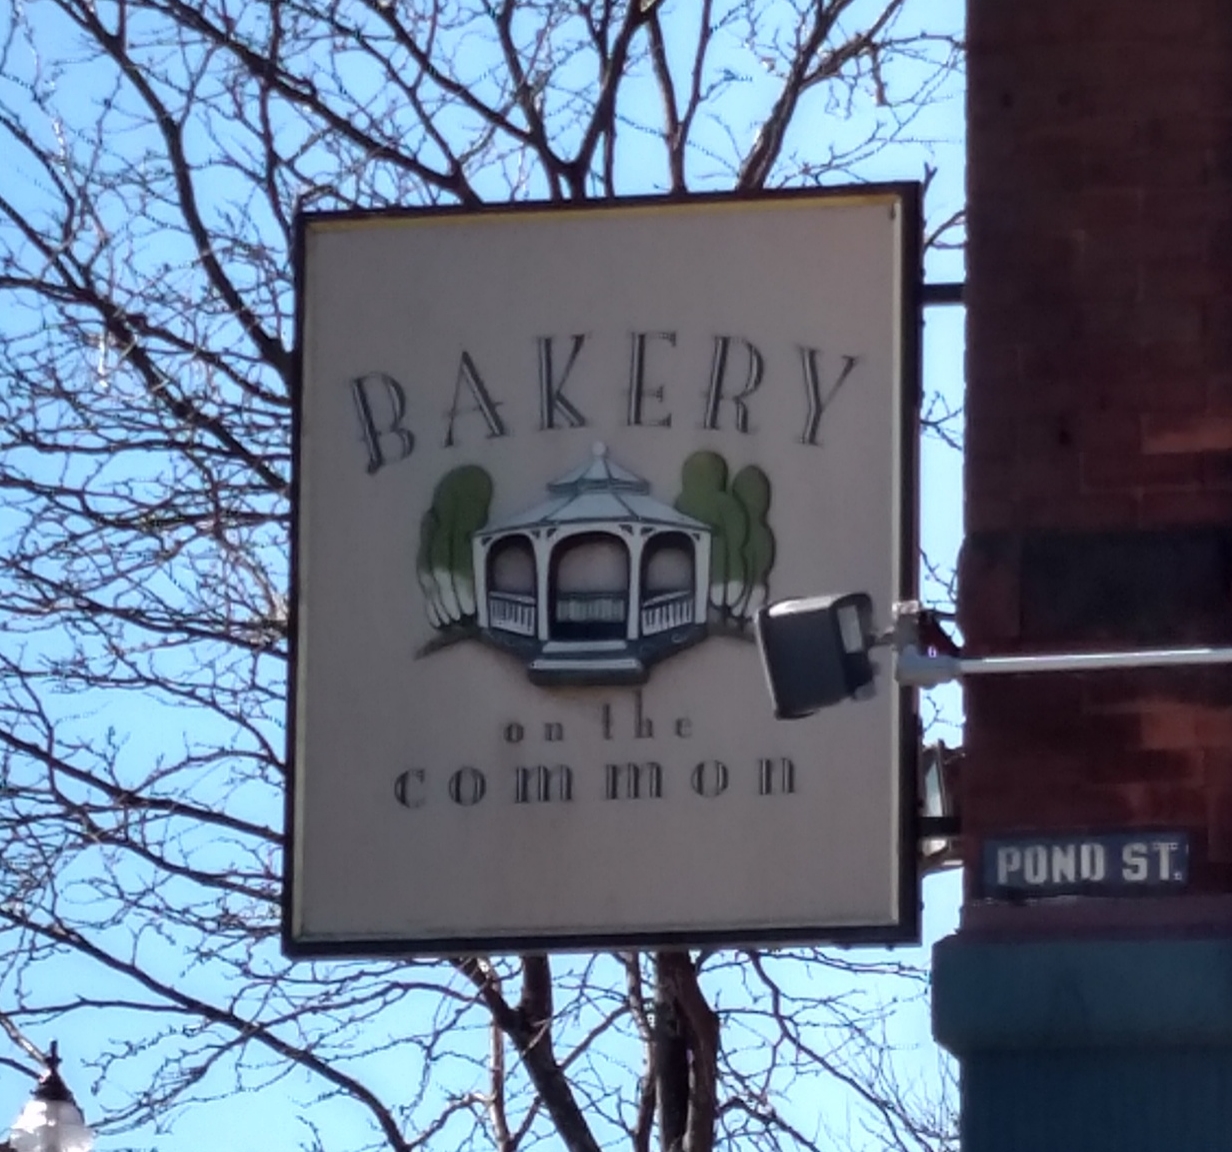 BAKERY
on the
common
POND ST.